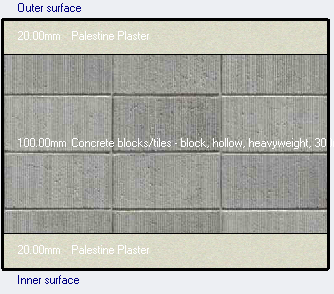 Outer surface
20.00mm Palestine Plaster
100.00mm Concrete blocks/tiles - block, hollow, heavyweight, 30
20.00mm Palestine Plaster
Inner surface